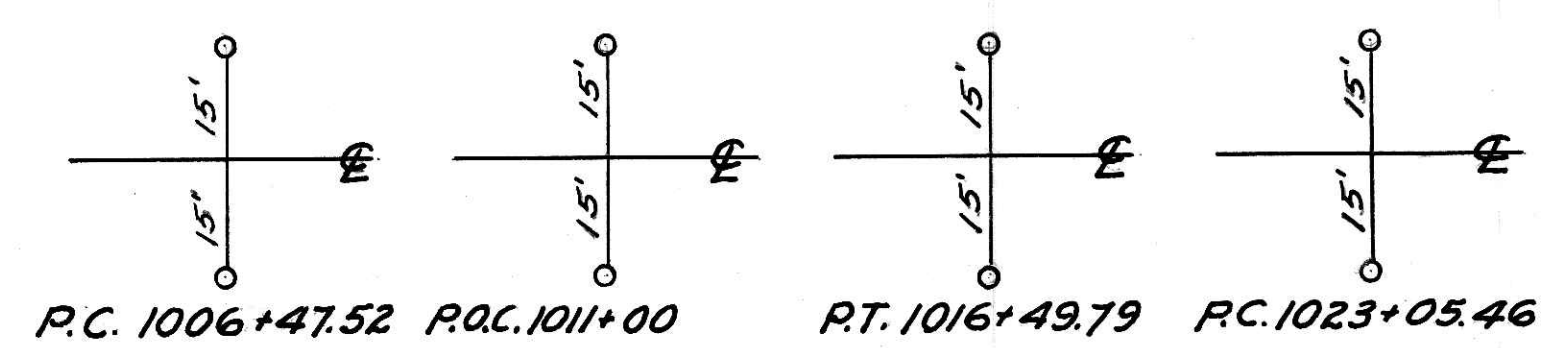 15' 15' 15' 15'
℄ ℄ ℄ ℄
15' 15' 15' 15'
P.C. 1006+47.52 P.O.C. 1011+00 P.T. 1016+49.79 P.C. 1023+05.46